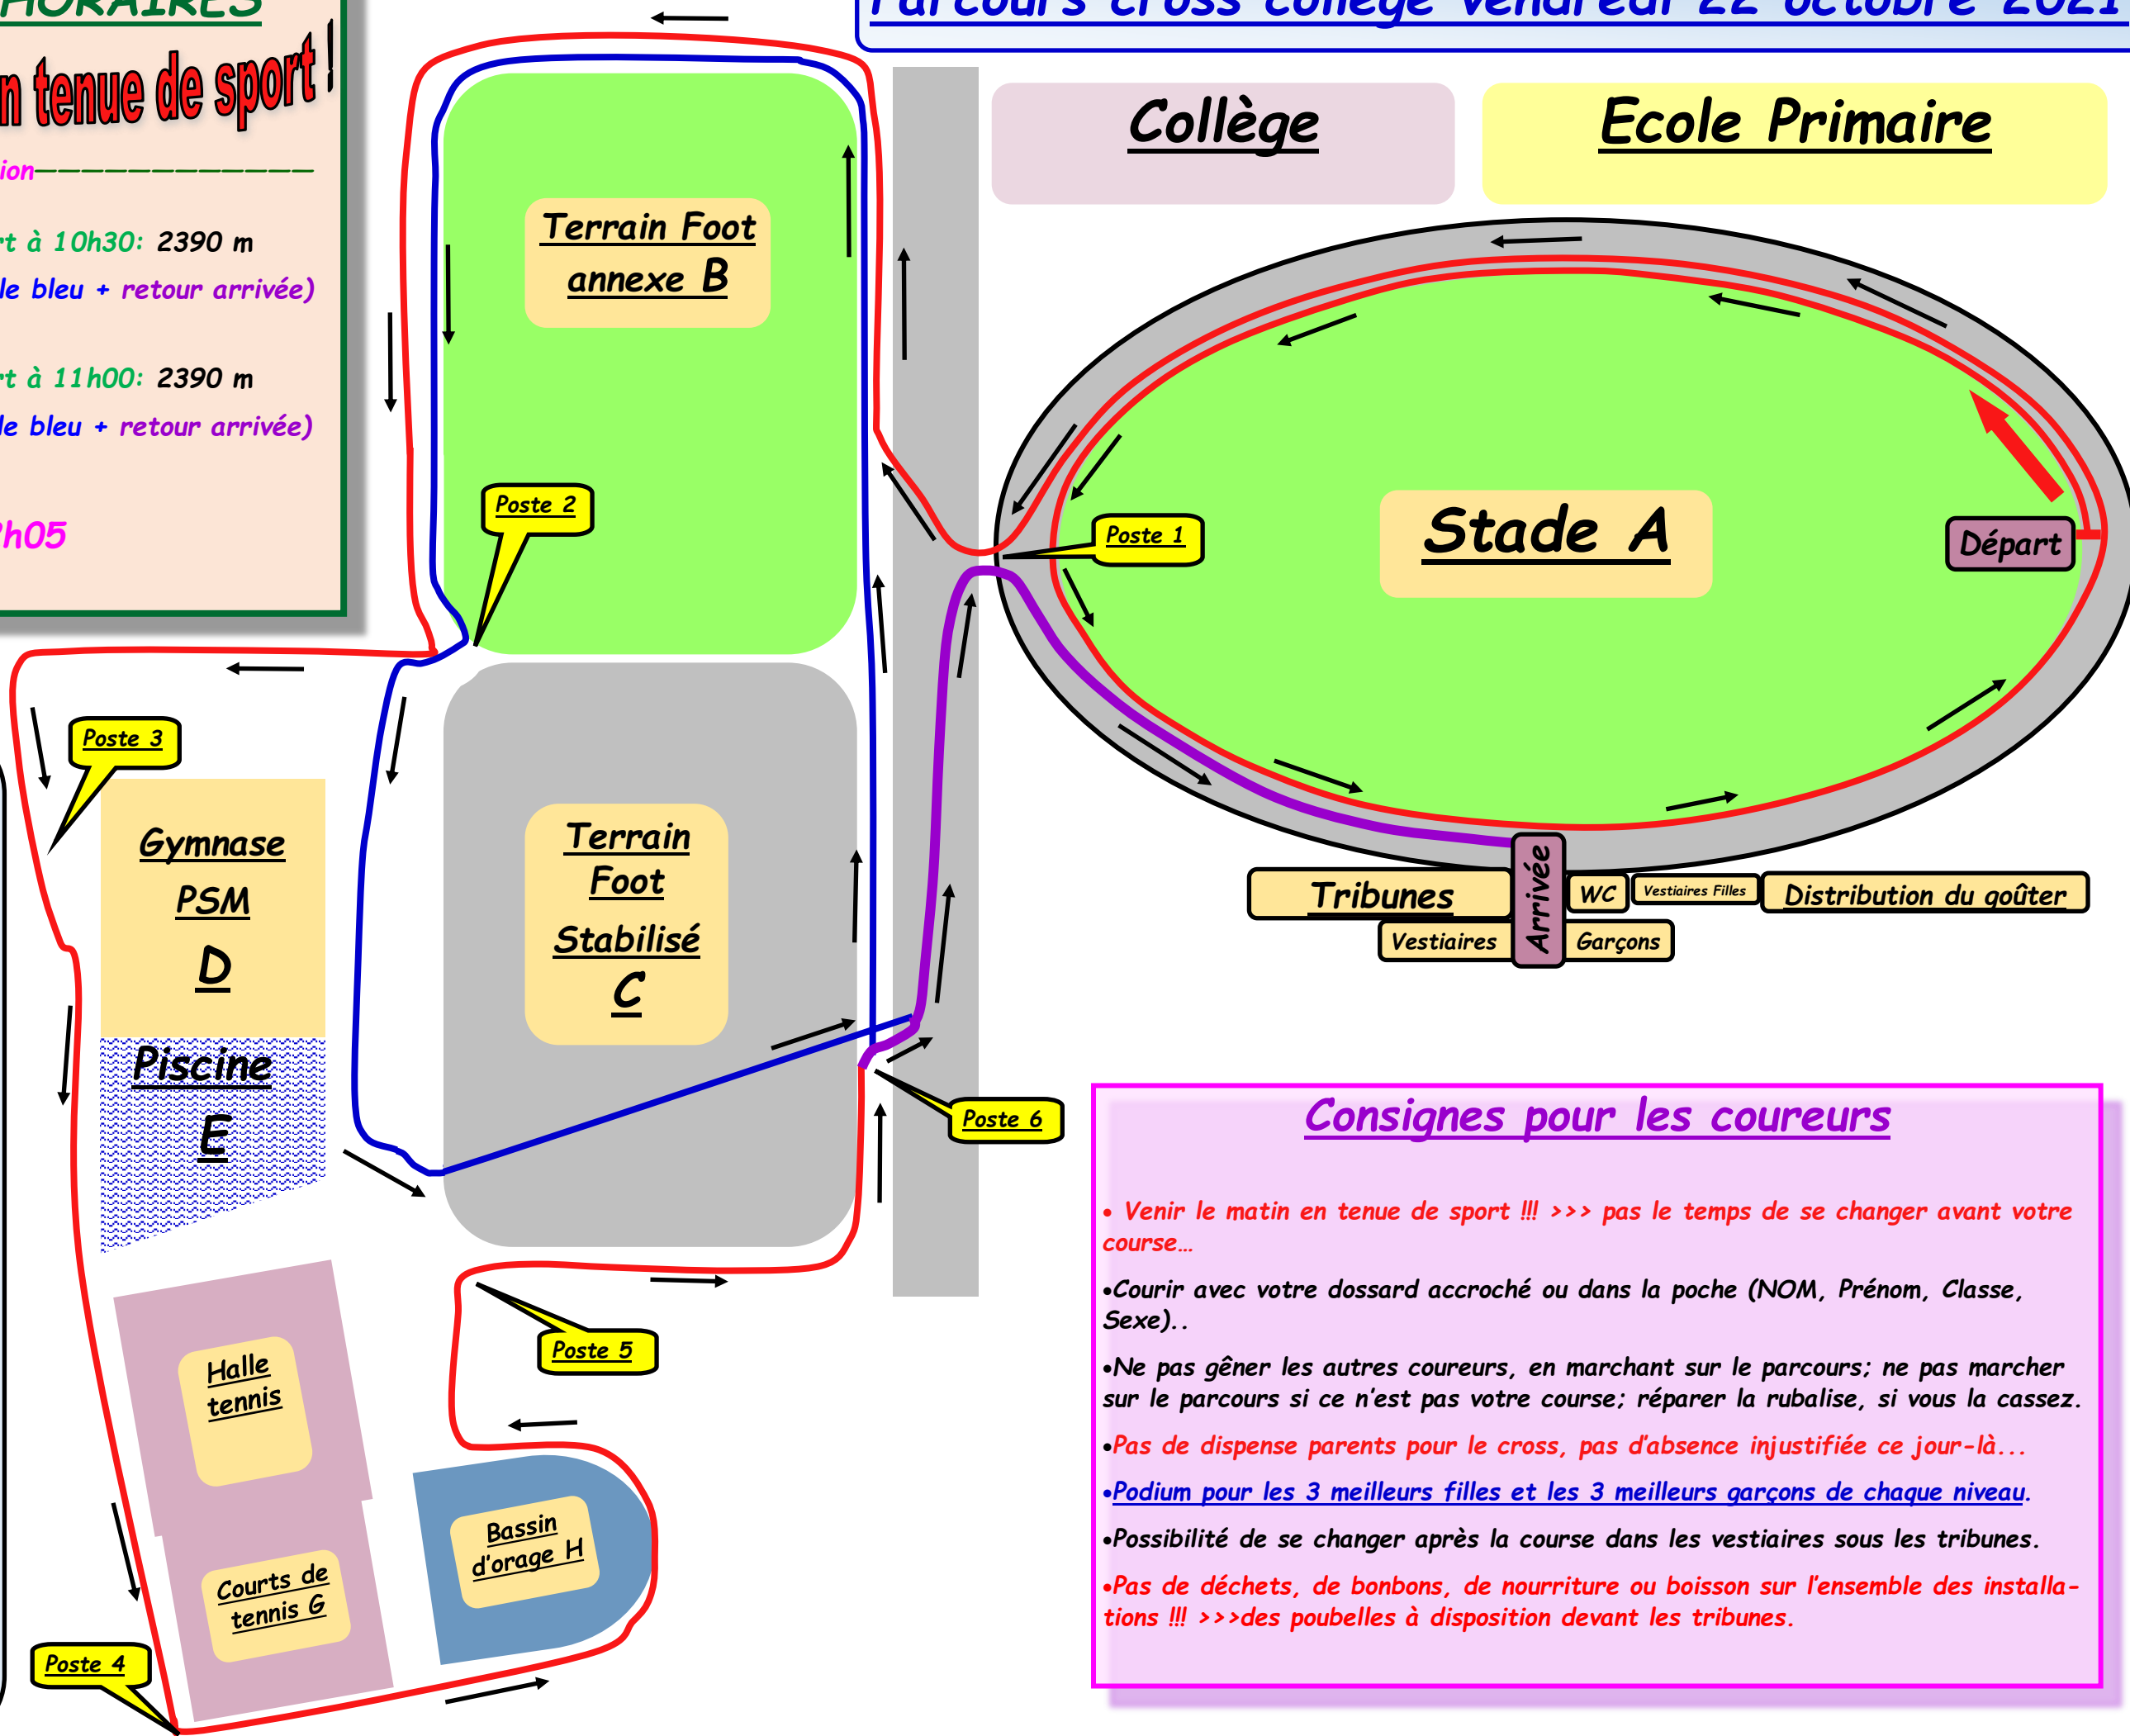 HORAIRES
n tenue de sport !
ion------------
rt à 10h30: 2390 m
le bleu + retour arrivée)
rt à 11h00: 2390 m
le bleu + retour arrivée)
h05
Parcours cross collège vendredi 22 octobre 2021
Collège
Ecole Primaire
Terrain Foot
annexe B
Poste 2
Poste 1
Stade A
Départ
Poste 3
Gymnase
PSM
D
Piscine
E
Terrain
Foot
Stabilisé
C
Tribunes
Arrivée
WC
Vestiaires Filles
Distribution du goûter
Vestiaires
Garçons
Poste 6
Poste 5
Halle
tennis
Bassin
d'orage H
Courts de
tennis G
Poste 4
Consignes pour les coureurs
• Venir le matin en tenue de sport !!! >>> pas le temps de se changer avant votre
course...
•Courir avec votre dossard accroché ou dans la poche (NOM, Prénom, Classe,
Sexe)..
•Ne pas gêner les autres coureurs, en marchant sur le parcours; ne pas marcher
sur le parcours si ce n'est pas votre course; réparer la rubalise, si vous la cassez.
•Pas de dispense parents pour le cross, pas d'absence injustifiée ce jour-là...
•Podium pour les 3 meilleurs filles et les 3 meilleurs garçons de chaque niveau.
•Possibilité de se changer après la course dans les vestiaires sous les tribunes.
•Pas de déchets, de bonbons, de nourriture ou boisson sur l'ensemble des installa-
tions !!! >>>des poubelles à disposition devant les tribunes.